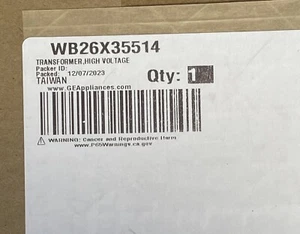 WB26X35514
TRANSFORMER,HIGH VOLTAGE
Packer ID:
Packed: 12/07/2023
TAIWAN
Qty: 1
www.GEAppliances.com
⚠ WARNING: Cancer and Reproductive Harm
www.P65Warnings.ca.gov